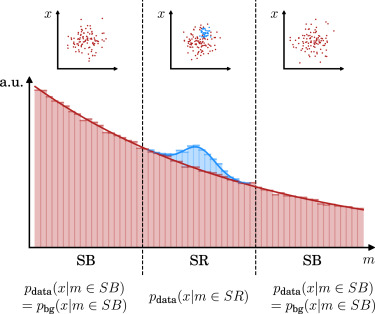 x
x
x
a.u.
SB
SR
SB
m
p_data(x|m ∈ SB)
= p_bg(x|m ∈ SB)
p_data(x|m ∈ SR)
p_data(x|m ∈ SB)
= p_bg(x|m ∈ SB)